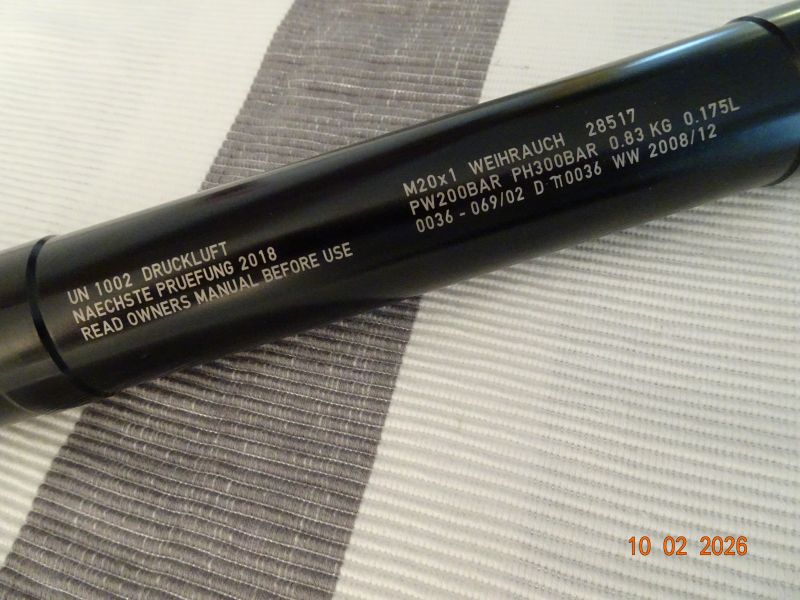 UN 1002 DRUCKLUFT
NAECHSTE PRUEFUNG 2018
READ OWNERS MANUAL BEFORE USE
M20x1 WEIHRAUCH 28517
PW200BAR PH300BAR 0.83 KG 0.175L
0036 - 069/02 D π0036 WW 2008/12
10 02 2026